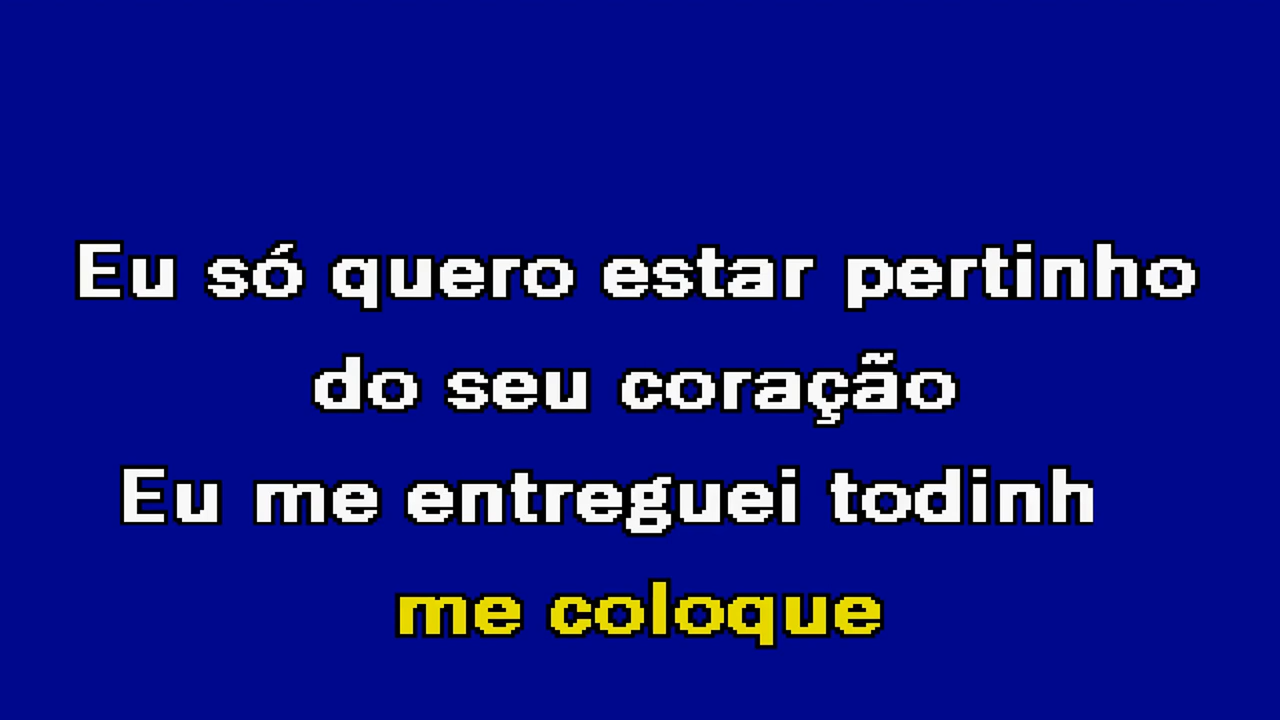 Eu só quero estar pertinho
do seu coração
Eu me entreguei todinh
me coloque